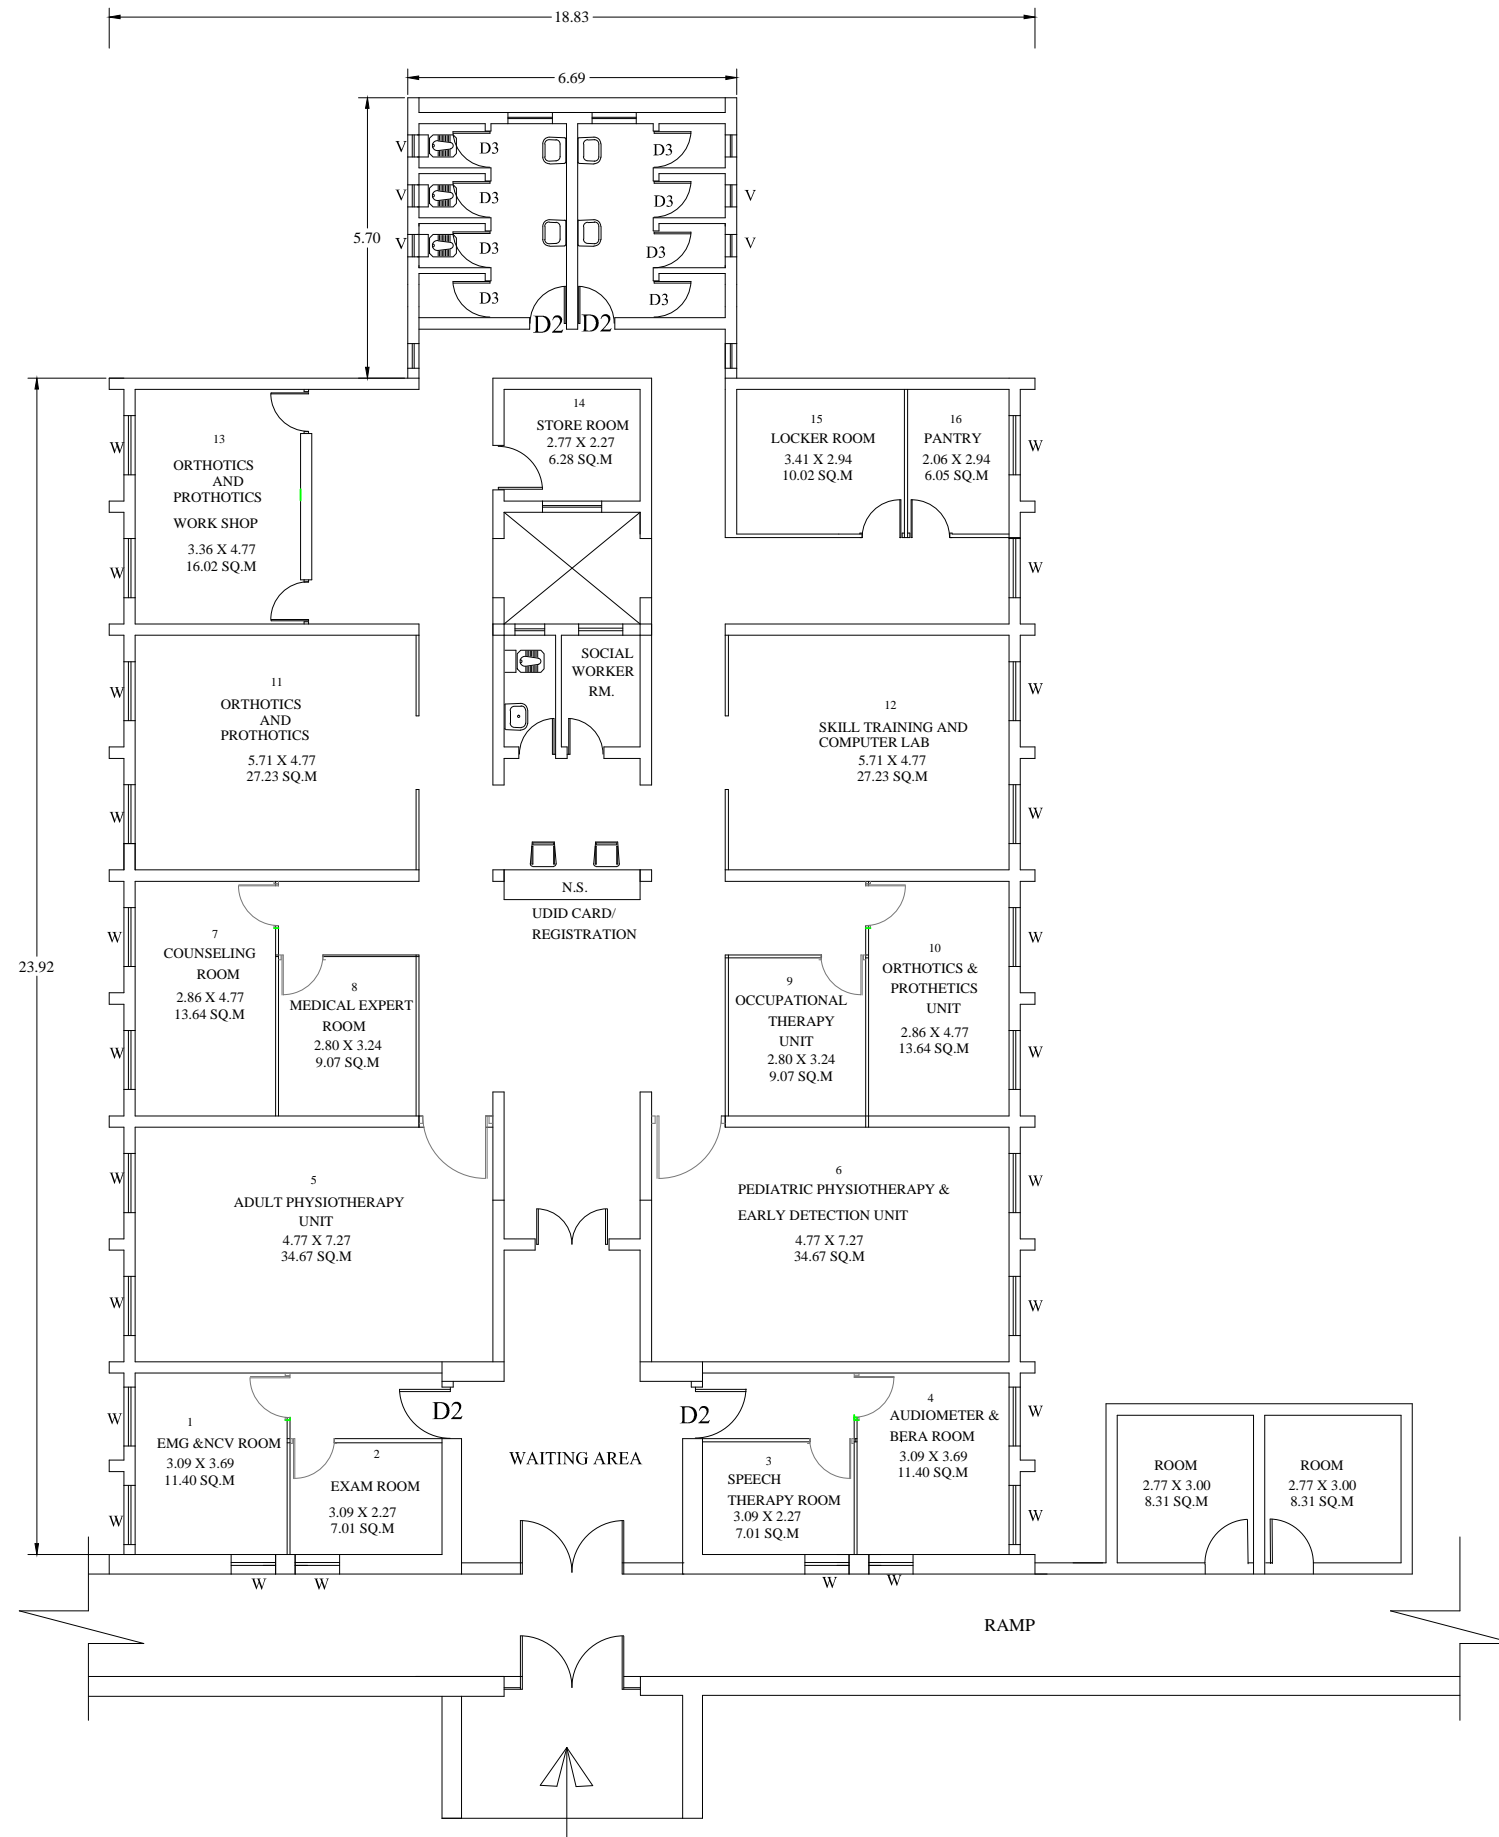 18.83
6.69
5.70
23.92
V
V
V
V
V
D3
D3
D3
D3
D3
D3
D3
D3
D2
D2
13
ORTHOTICS
AND
PROTHOTICS
WORK SHOP
3.36 X 4.77
16.02 SQ.M
14
STORE ROOM
2.77 X 2.27
6.28 SQ.M
15
LOCKER ROOM
3.41 X 2.94
10.02 SQ.M
16
PANTRY
2.06 X 2.94
6.05 SQ.M
W
W
W
W
SOCIAL
WORKER
RM.
11
ORTHOTICS
AND
PROTHOTICS
5.71 X 4.77
27.23 SQ.M
12
SKILL TRAINING AND
COMPUTER LAB
5.71 X 4.77
27.23 SQ.M
W
W
W
W
N.S.
UDID CARD/
REGISTRATION
7
COUNSELING
ROOM
2.86 X 4.77
13.64 SQ.M
8
MEDICAL EXPERT
ROOM
2.80 X 3.24
9.07 SQ.M
9
OCCUPATIONAL
THERAPY
UNIT
2.80 X 3.24
9.07 SQ.M
10
ORTHOTICS &
PROTHETICS
UNIT
2.86 X 4.77
13.64 SQ.M
W
W
W
W
5
ADULT PHYSIOTHERAPY
UNIT
4.77 X 7.27
34.67 SQ.M
6
PEDIATRIC PHYSIOTHERAPY &
EARLY DETECTION UNIT
4.77 X 7.27
34.67 SQ.M
W
W
W
W
1
EMG &NCV ROOM
3.09 X 3.69
11.40 SQ.M
2
EXAM ROOM
3.09 X 2.27
7.01 SQ.M
D2
WAITING AREA
D2
3
SPEECH
THERAPY ROOM
3.09 X 2.27
7.01 SQ.M
4
AUDIOMETER &
BERA ROOM
3.09 X 3.69
11.40 SQ.M
W
W
W
W
W
W
W
W
ROOM
2.77 X 3.00
8.31 SQ.M
ROOM
2.77 X 3.00
8.31 SQ.M
RAMP